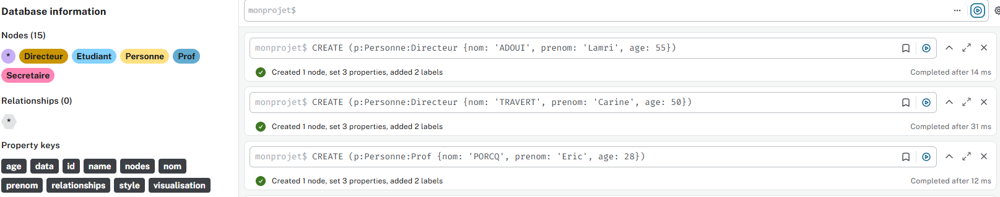 Database information
Nodes (15)
* Directeur Etudiant Personne Prof
Secretaire
Relationships (0)
*
Property keys
age data id name nodes nom
prenom relationships style visualisation
monprojet$
monprojet$ CREATE (p:Personne:Directeur {nom: 'ADOUI', prenom: 'Lamri', age: 55})
Created 1 node, set 3 properties, added 2 labels Completed after 14 ms
monprojet$ CREATE (p:Personne:Directeur {nom: 'TRAVERT', prenom: 'Carine', age: 50})
Created 1 node, set 3 properties, added 2 labels Completed after 31 ms
monprojet$ CREATE (p:Personne:Prof {nom: 'PORCQ', prenom: 'Eric', age: 28})
Created 1 node, set 3 properties, added 2 labels Completed after 12 ms